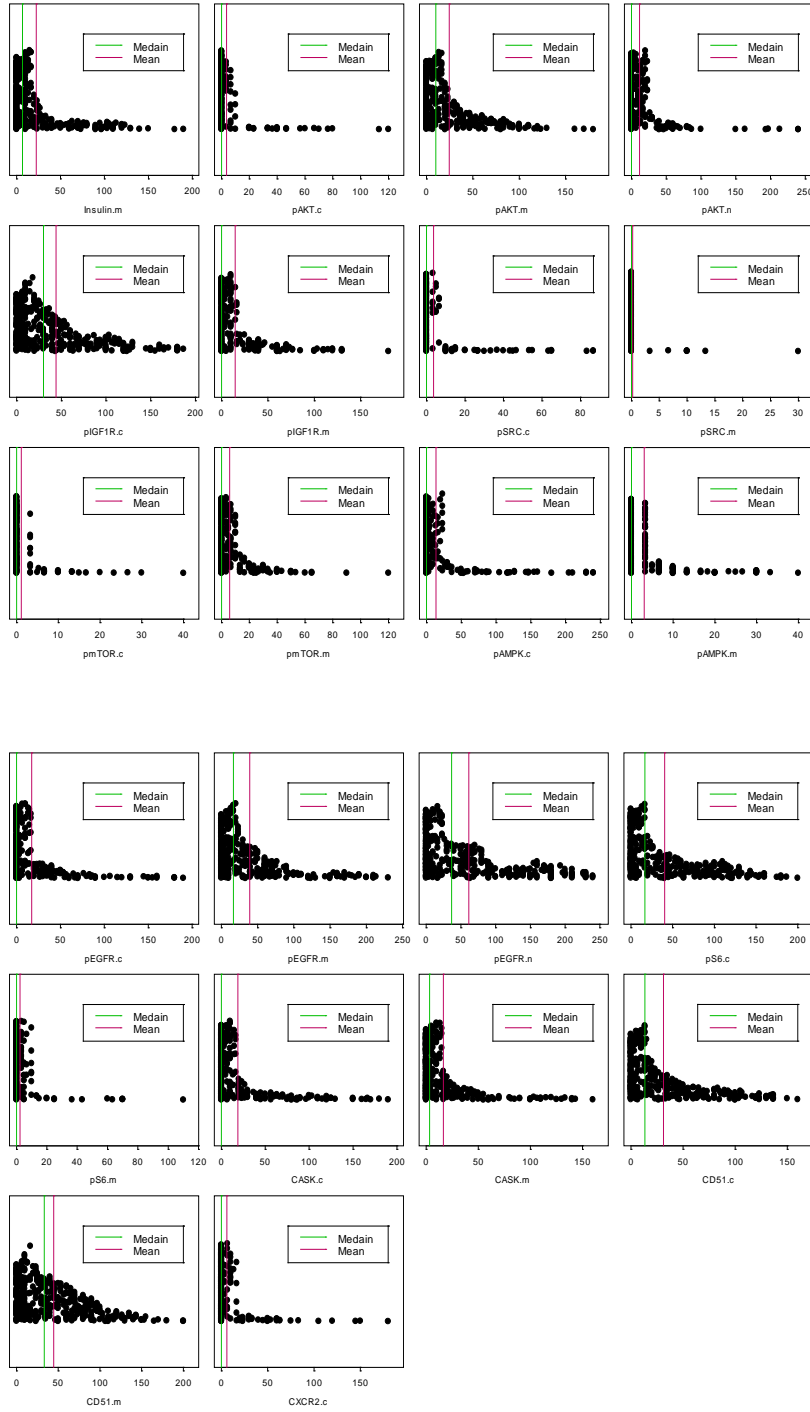 Medain
Mean
0 50 100 150 200
Insulin.m
Medain
Mean
0 20 40 60 80 100 120
pAKT.c
Medain
Mean
0 50 100 150
pAKT.m
Medain
Mean
0 50 100 150 200 250
pAKT.n
Medain
Mean
0 50 100 150 200
pIGF1R.c
Medain
Mean
0 50 100 150
pIGF1R.m
Medain
Mean
0 20 40 60 80
pSRC.c
Medain
Mean
0 5 10 15 20 25 30
pSRC.m
Medain
Mean
0 10 20 30 40
pmTOR.c
Medain
Mean
0 20 40 60 80 100 120
pmTOR.m
Medain
Mean
0 50 100 150 200 250
pAMPK.c
Medain
Mean
0 10 20 30 40
pAMPK.m
Medain
Mean
0 50 100 150 200
pEGFR.c
Medain
Mean
0 50 100 150 200 250
pEGFR.m
Medain
Mean
0 50 100 150 200 250
pEGFR.n
Medain
Mean
0 50 100 150 200
pS6.c
Medain
Mean
0 20 40 60 80 100 120
pS6.m
Medain
Mean
0 50 100 150 200
CASK.c
Medain
Mean
0 50 100 150
CASK.m
Medain
Mean
0 50 100 150
CD51.c
Medain
Mean
0 50 100 150 200
CD51.m
Medain
Mean
0 50 100 150
CXCR2.c